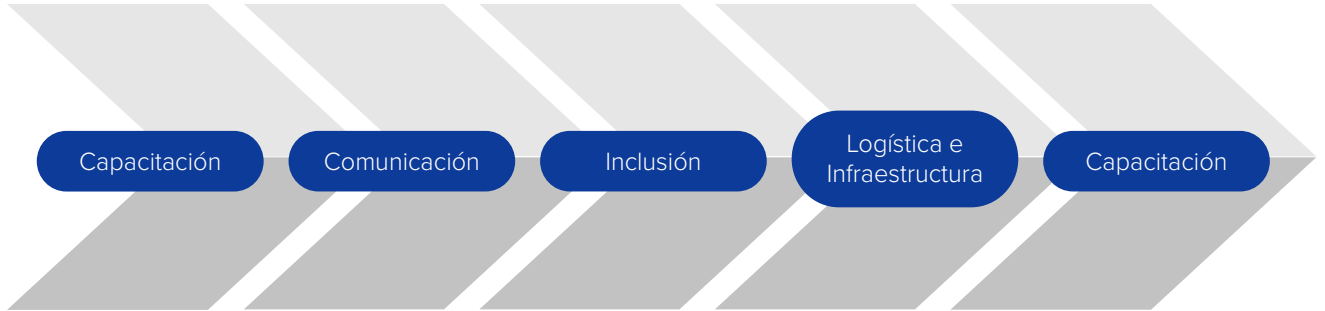 Capacitación
Comunicación
Inclusión
Logística e
Infraestructura
Capacitación